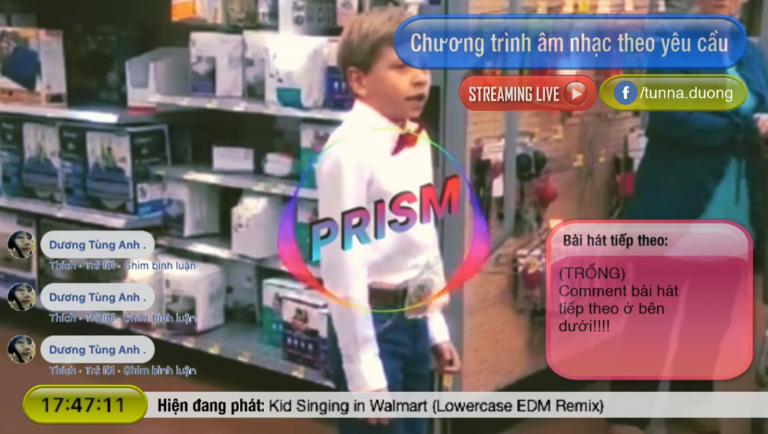 Chương trình âm nhạc theo yêu cầu
STREAMING LIVE
f /tunna.duong
PRISM
Bài hát tiếp theo:
(TRỐNG)
Comment bài hát
tiếp theo ở bên
dưới!!!!
Dương Tùng Anh .
Thích • Trả lời • Ghim bình luận
Dương Tùng Anh .
Thích • Trả lời • Ghim bình luận
Dương Tùng Anh .
Thích • Trả lời • Ghim bình luận
17:47:11
Hiện đang phát: Kid Singing in Walmart (Lowercase EDM Remix)